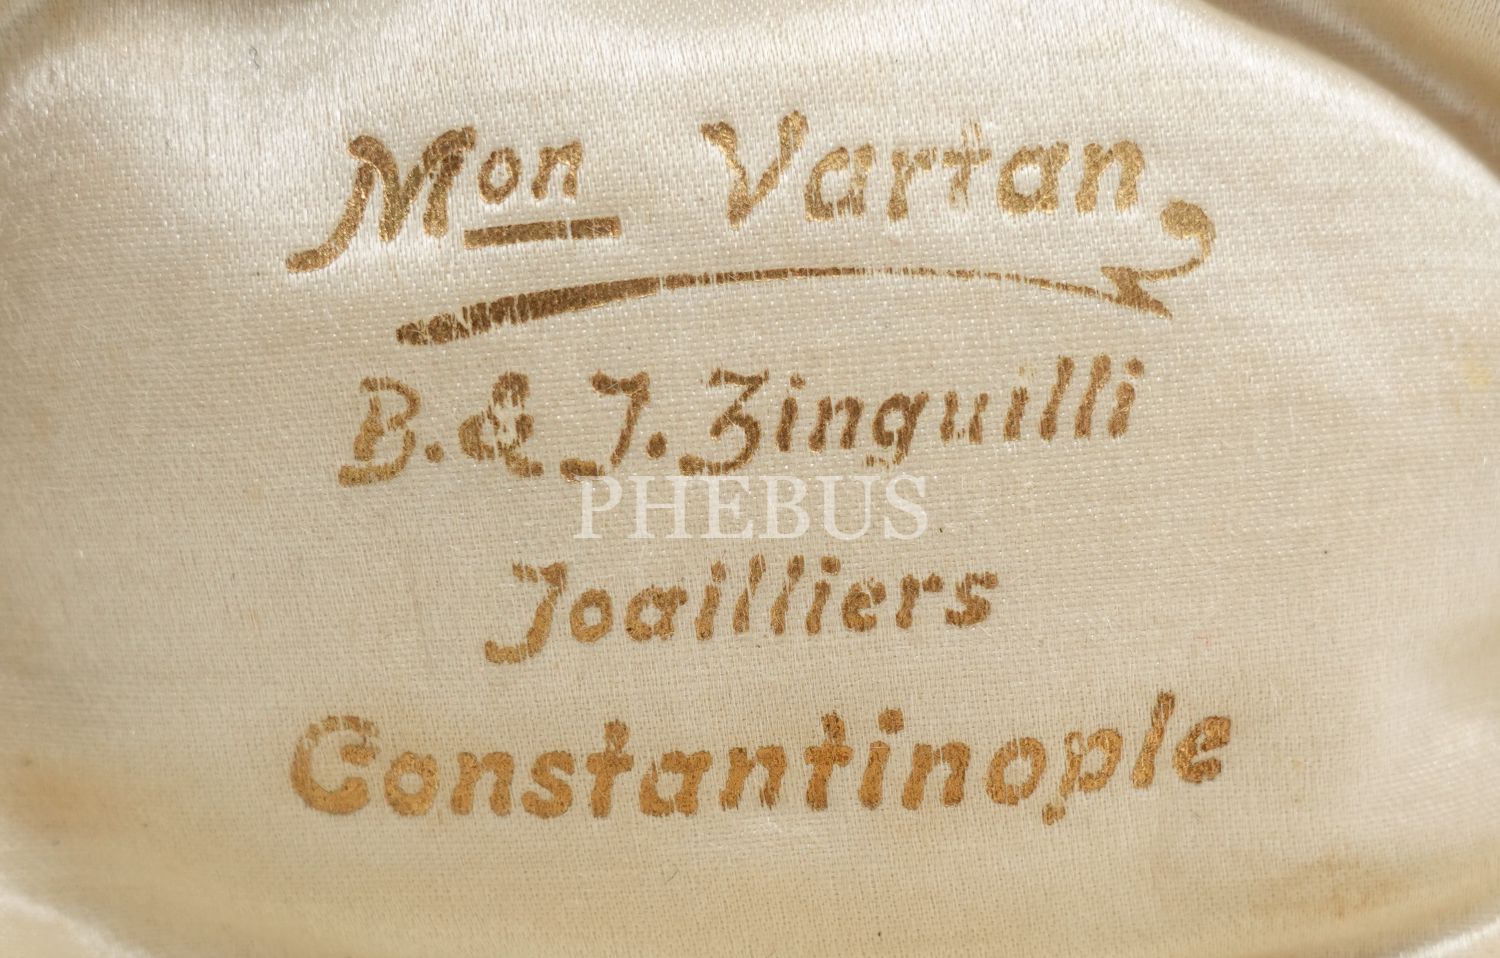 Mon Vartan
B. & J. Zinguilli
PHEBUS
Joailliers
Constantinople